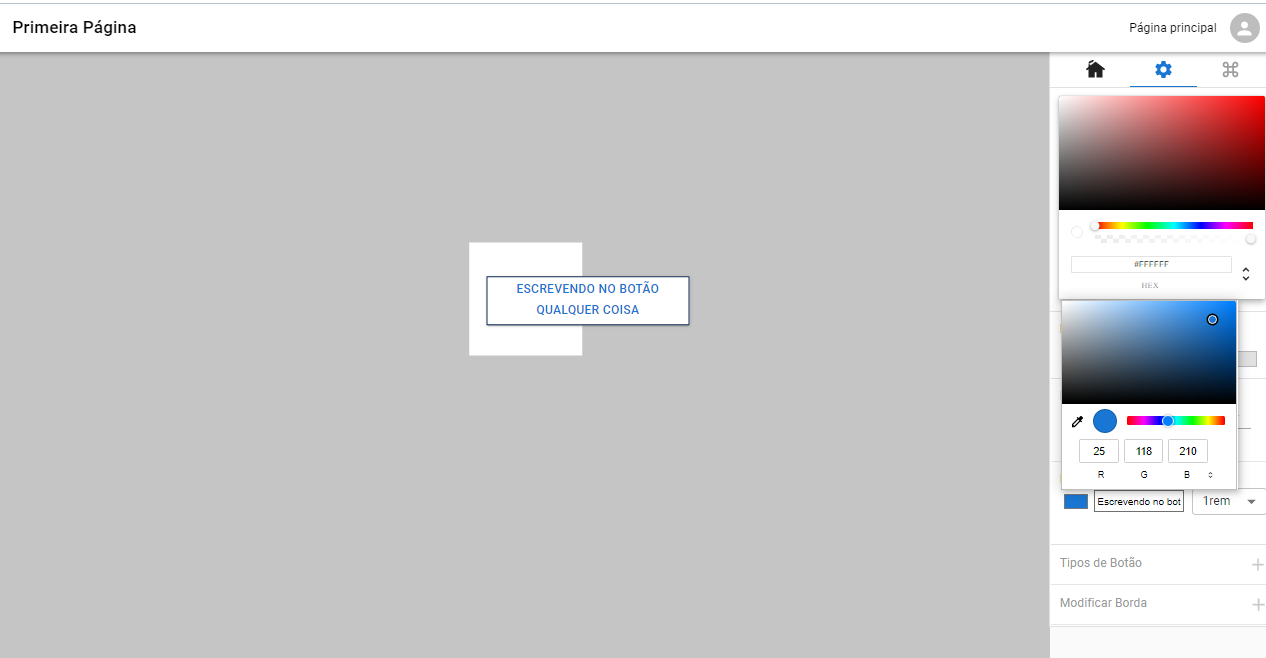 Primeira Página
Página principal
#FFFFFF
HEX
ESCREVENDO NO BOTÃO
QUALQUER COISA
25 118 210
R G B
Escrevendo no bot
1rem
Tipos de Botão
Modificar Borda